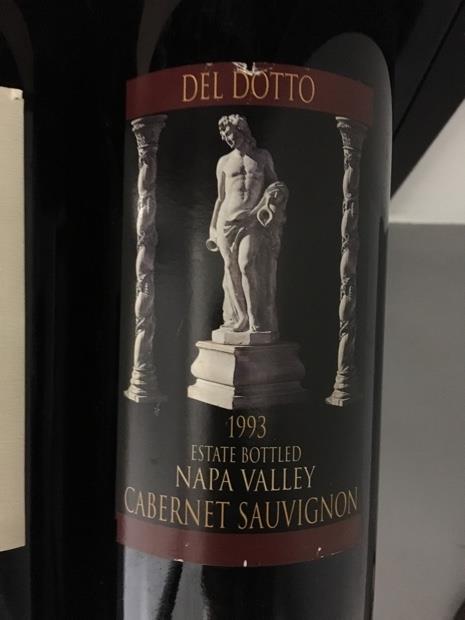 DEL DOTTO
1993
ESTATE BOTTLED
NAPA VALLEY
CABERNET SAUVIGNON